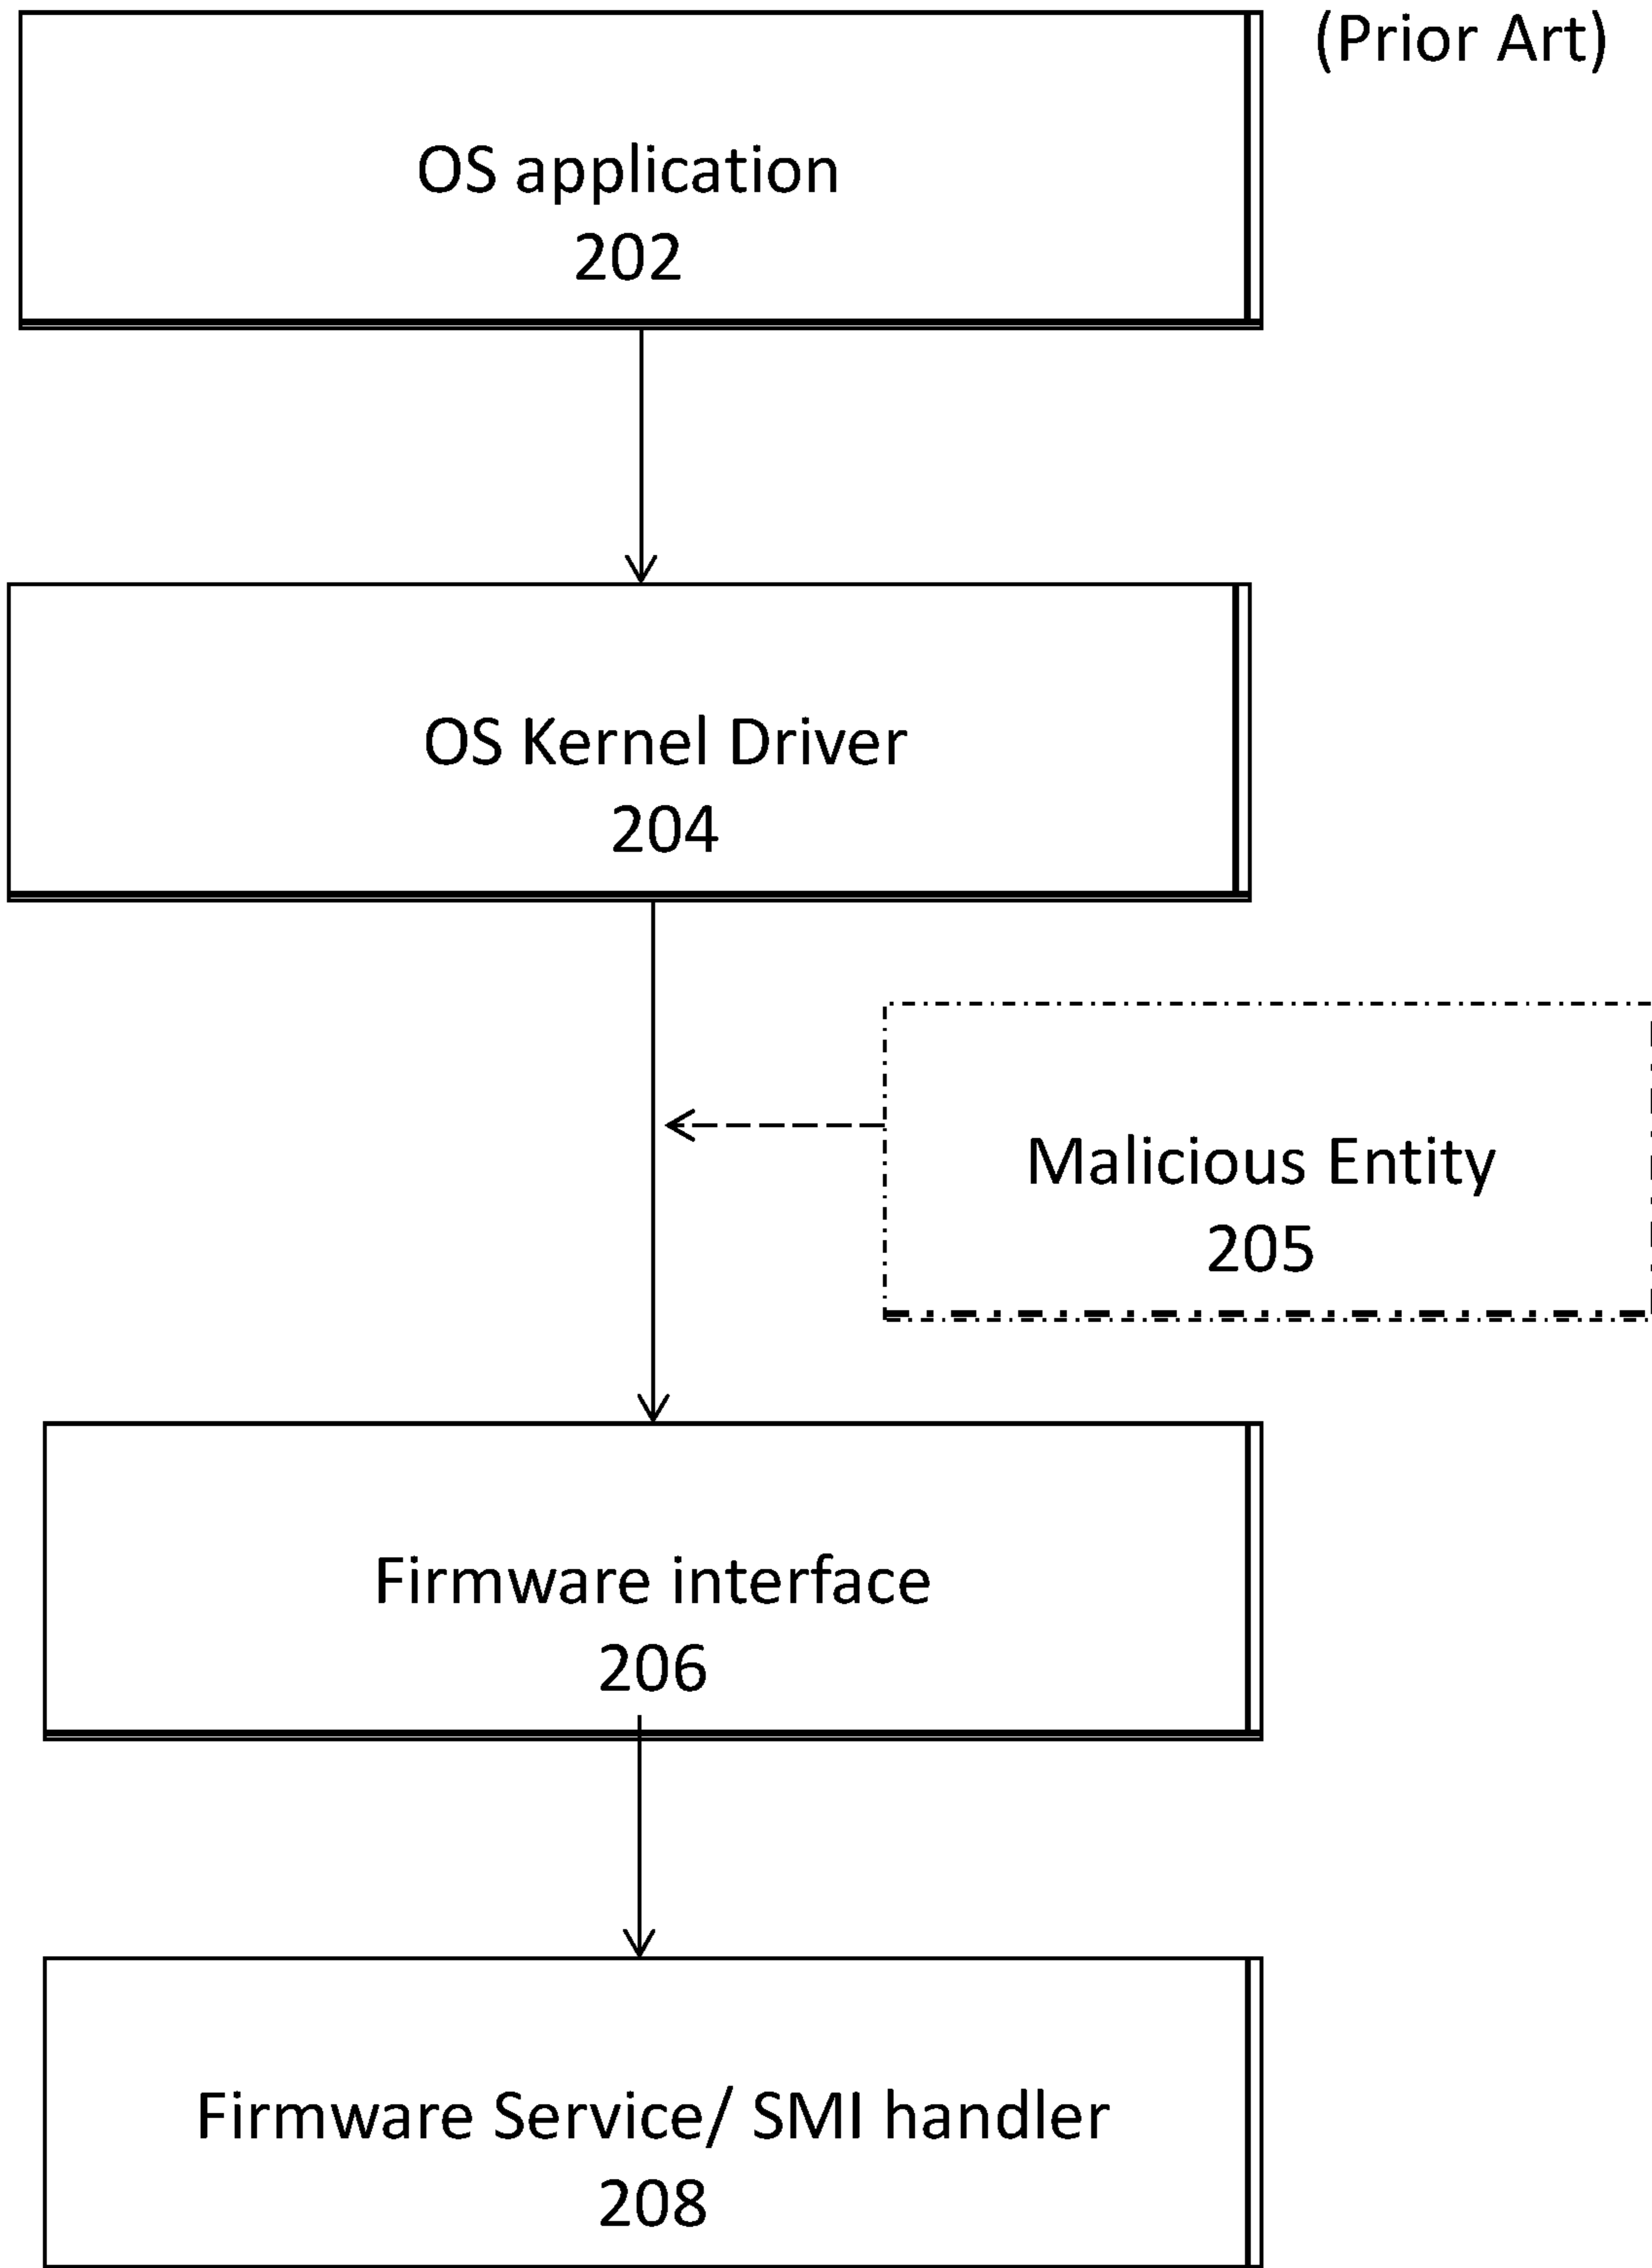 (Prior Art)
OS application
202
OS Kernel Driver
204
Malicious Entity
205
Firmware interface
206
Firmware Service/ SMI handler
208